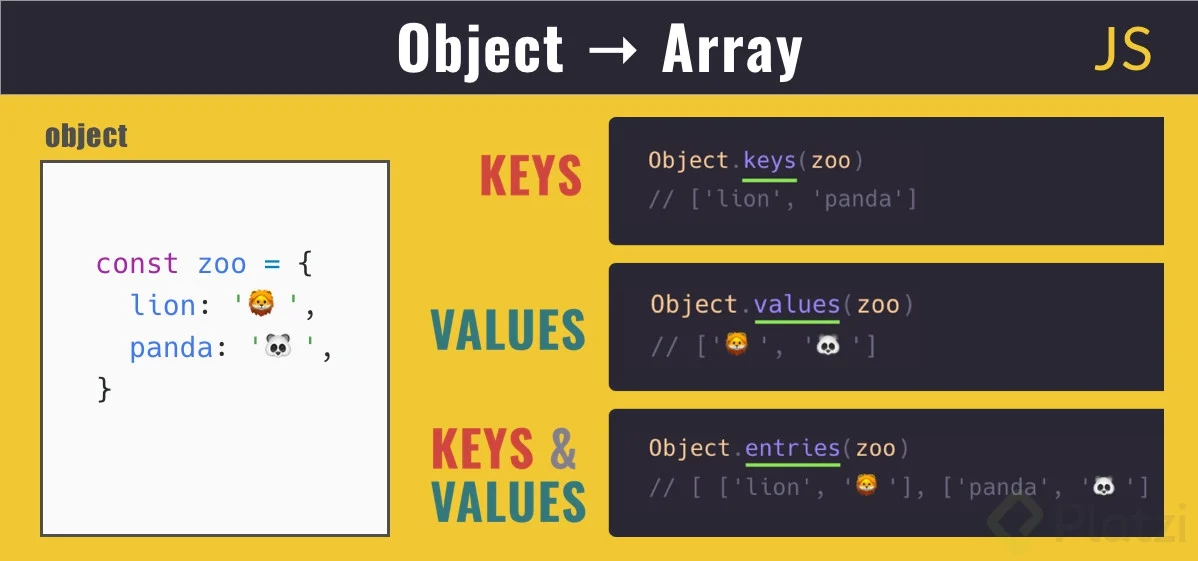 Object → Array
JS
object
const zoo = {
lion: '🦁 ',
panda: '🐼 ',
}
KEYS
Object.keys(zoo)
// ['lion', 'panda']
VALUES
Object.values(zoo)
// ['🦁 ', '🐼 ']
KEYS &
VALUES
Object.entries(zoo)
// [ ['lion', '🦁 '], ['panda', '🐼 ']
Platzi